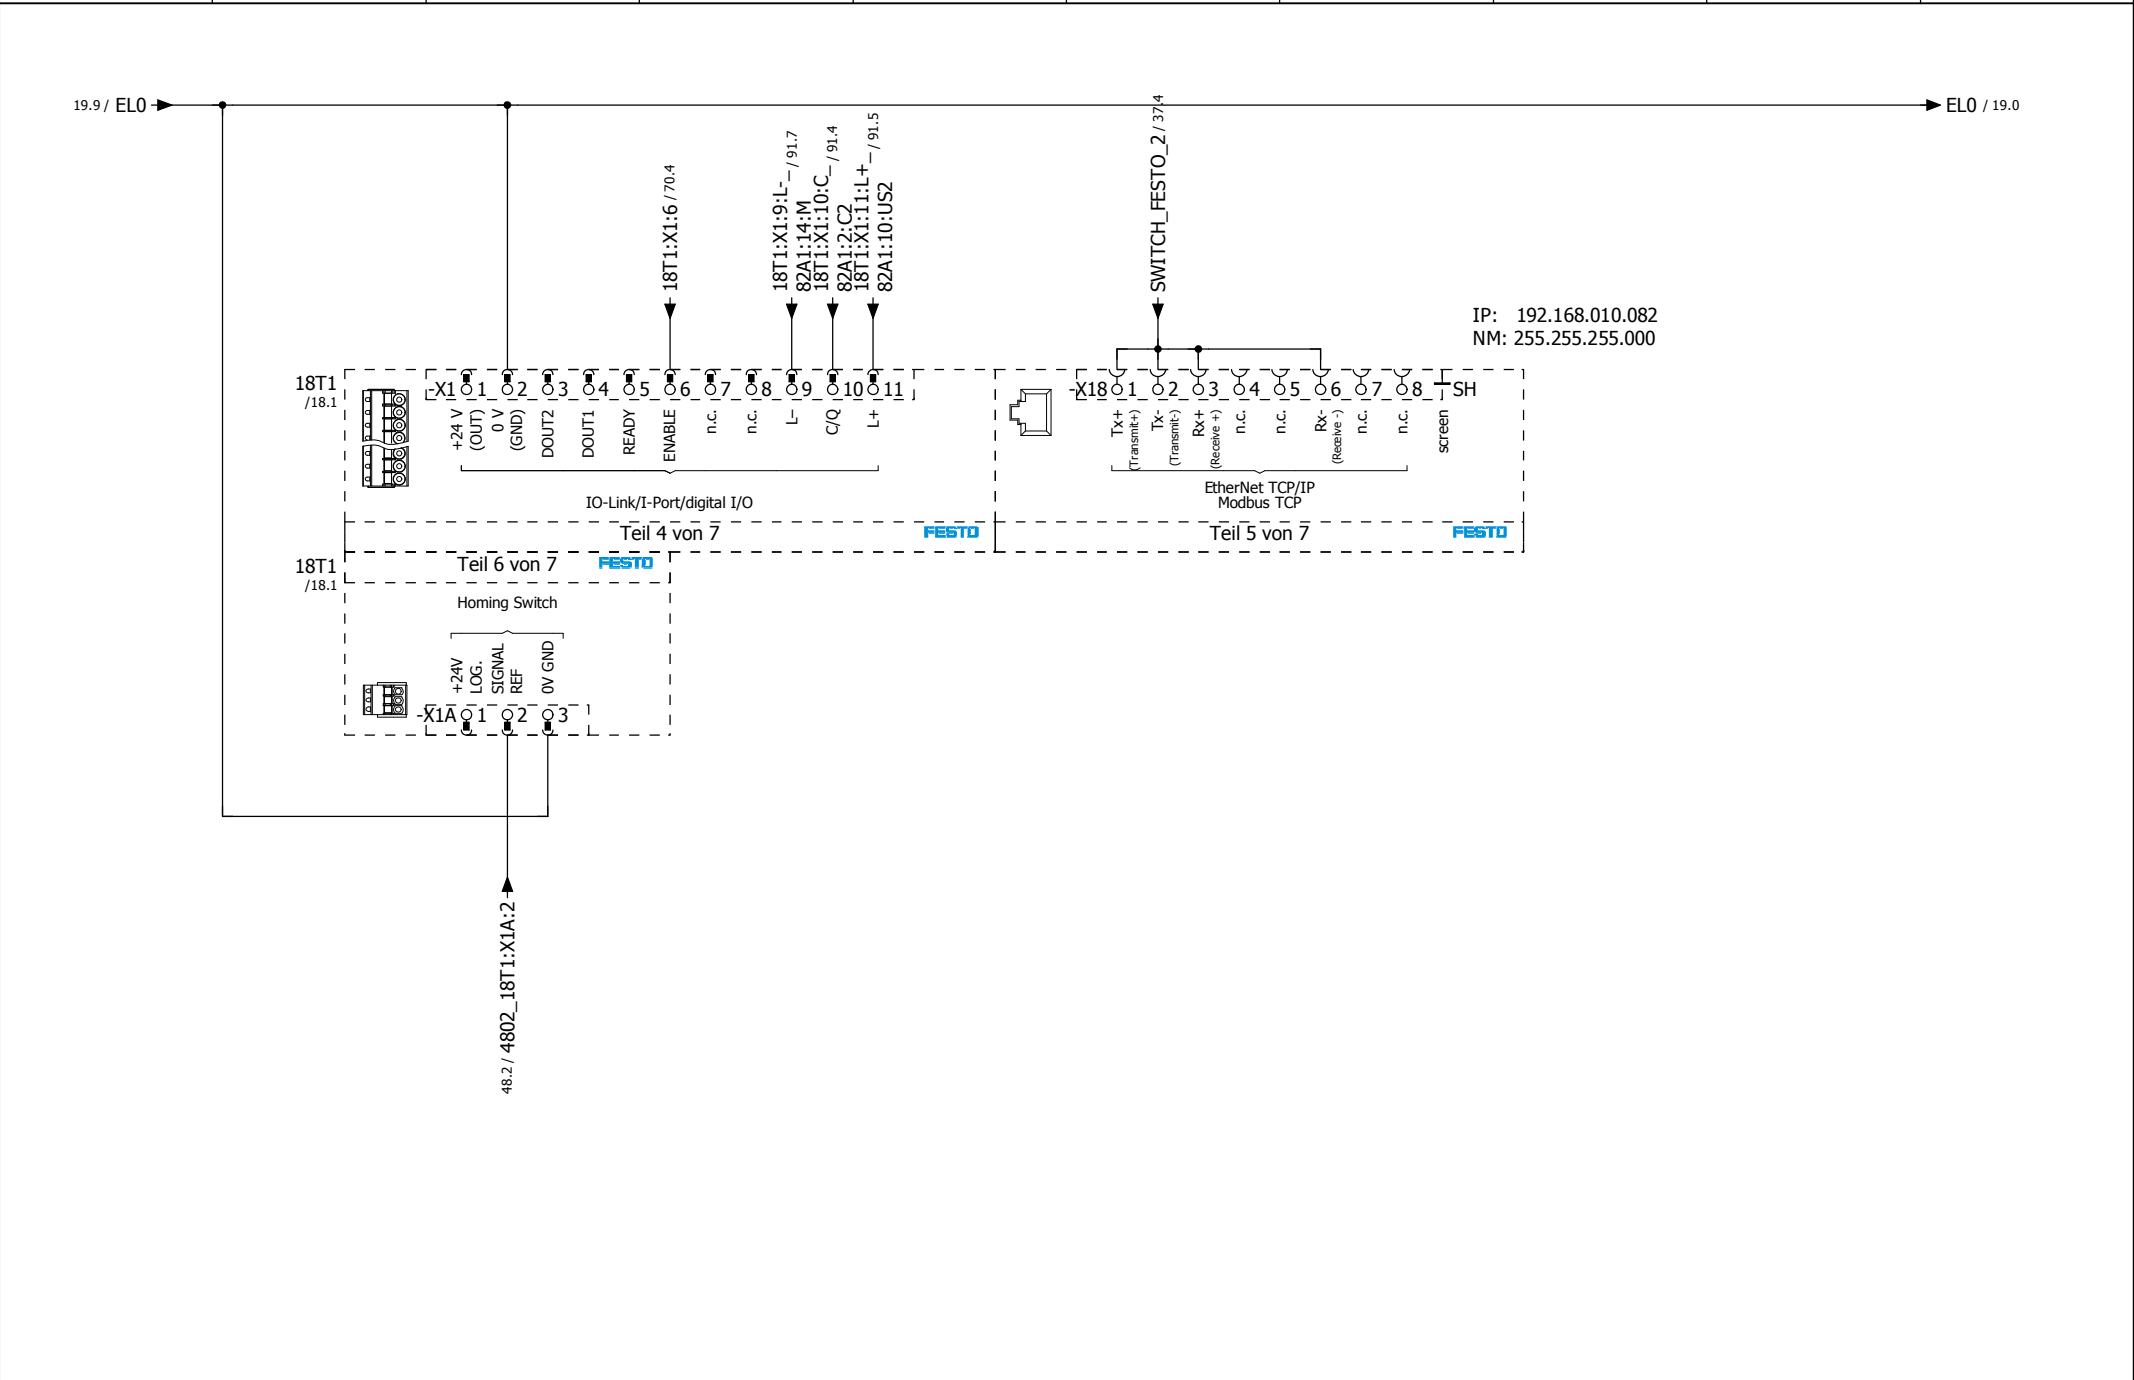 19.9 / EL0
EL0 / 19.0
18T1:X1:6 / 70.4
18T1:X1:9:L-_ / 91.7
82A1:14:M
18T1:X1:10:C_ / 91.4
82A1:2:C2
18T1:X1:11:L+_ / 91.5
82A1:10:US2
SWITCH_FESTO_2 / 37.4
IP: 192.168.010.082
NM: 255.255.255.000
18T1
/18.1
-X1 1 2 3 4 5 6 7 8 9 10 11
+24 V
(OUT)
0 V
(GND)
DOUT2
DOUT1
READY
ENABLE
n.c.
n.c.
L–
C/Q
L+
IO-Link/I-Port/digital I/O
Teil 4 von 7
FESTO
-X18 1 2 3 4 5 6 7 8 SH
Tx+
(Transmit+)
Tx-
(Transmit-)
Rx+
(Receive +)
n.c.
n.c.
Rx-
(Receive -)
n.c.
n.c.
screen
EtherNet TCP/IP
Modbus TCP
Teil 5 von 7
FESTO
18T1
/18.1
Teil 6 von 7
FESTO
Homing Switch
+24V
LOG.
SIGNAL
REF
0V GND
-X1A 1 2 3
48.2 / 4802_18T1:X1A:2